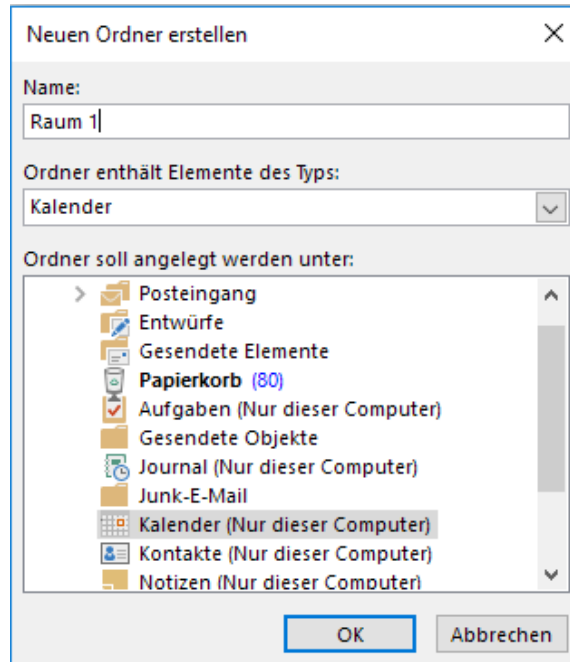 Neuen Ordner erstellen
Name:
Raum 1
Ordner enthält Elemente des Typs:
Kalender
Ordner soll angelegt werden unter:
Posteingang
Entwürfe
Gesendete Elemente
Papierkorb (80)
Aufgaben (Nur dieser Computer)
Gesendete Objekte
Journal (Nur dieser Computer)
Junk-E-Mail
Kalender (Nur dieser Computer)
Kontakte (Nur dieser Computer)
Notizen (Nur dieser Computer)
OK Abbrechen